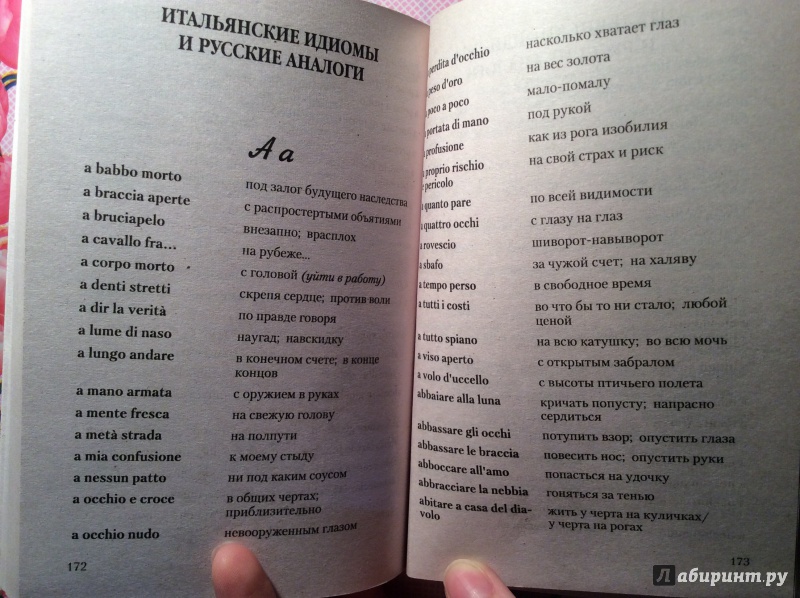 ИТАЛЬЯНСКИЕ ИДИОМЫ
И РУССКИЕ АНАЛОГИ
А а
a babbo morto под залог будущего наследства
a braccia aperte с распростертыми объятиями
a bruciapelo внезапно; врасплох
a cavallo fra... на рубеже...
a corpo morto с головой (уйти в работу)
a denti stretti скрепя сердце; против воли
a dir la verità по правде говоря
a lume di naso наугад; навскидку
a lungo andare в конечном счете; в конце
концов
a mano armata с оружием в руках
a mente fresca на свежую голову
a metà strada на полпути
a mia confusione к моему стыду
a nessun patto ни под каким соусом
a occhio e croce в общих чертах;
приблизительно
a occhio nudo невооруженным глазом
172
perdita d'occhio насколько хватает глаз
peso d'oro на вес золота
a poco a poco мало-помалу
a portata di mano под рукой
a profusione как из рога изобилия
a proprio rischio на свой страх и риск
e pericolo
a quanto pare по всей видимости
a quattro occhi с глазу на глаз
a rovescio шиворот-навыворот
a sbafo за чужой счет; на халяву
a tempo perso в свободное время
a tutti i costi во что бы то ни стало; любой
ценой
a tutto spiano на всю катушку; во всю мочь
a viso aperto с открытым забралом
a volo d'uccello с высоты птичьего полета
abbaiare alla luna кричать попусту; напрасно
сердиться
abbassare gli occhi потупить взор; опустить глаза
abbassare le braccia повесить нос; опустить руки
abboccare all'amo попасться на удочку
abbracciare la nebbia гоняться за тенью
abitare a casa del dia- жить у черта на куличках/
volo у черта на рогах
173
Лабиринт.ру